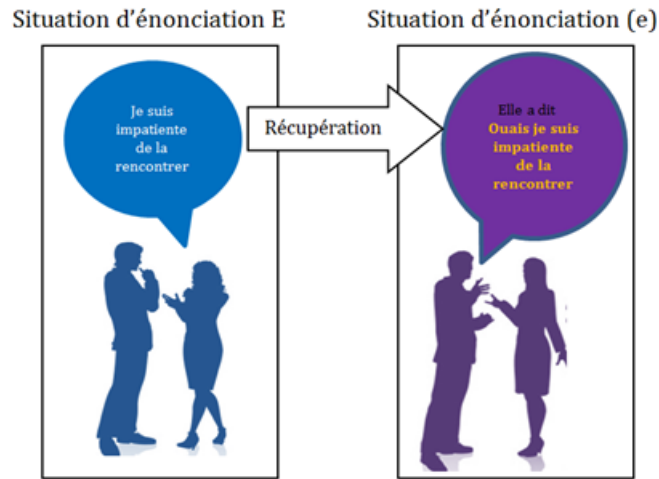 Situation d'énonciation E
Situation d'énonciation (e)
Je suis
impatiente
de la
rencontrer
Récupération
Elle a dit
Ouais je suis
impatiente
de la
rencontrer